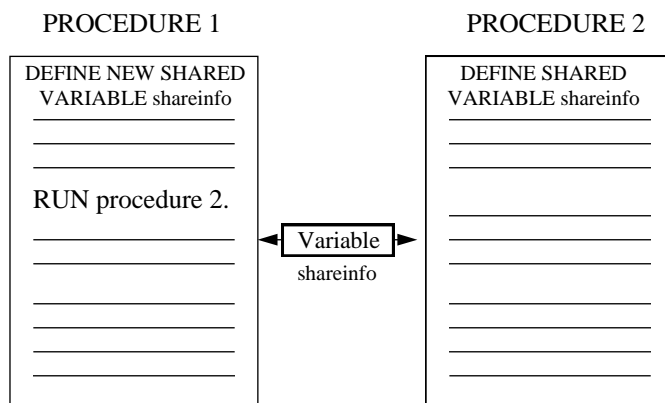 PROCEDURE 1
DEFINE NEW SHARED
VARIABLE shareinfo
RUN procedure 2.
Variable
shareinfo
PROCEDURE 2
DEFINE SHARED
VARIABLE shareinfo